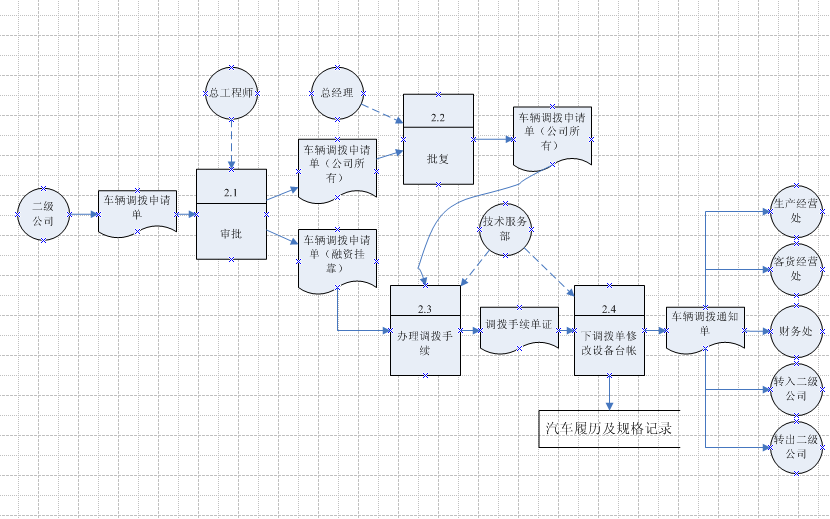 总工程师
总经理
2.2
批复
车辆调拨申请
单（公司所
有）
车辆调拨申请
单（公司所
有）
二级
公司
车辆调拨申请
单
2.1
审批
车辆调拨申请
单（融资挂
靠）
技术服务
部
生产经营
处
客货经营
处
2.3
办理调拨手
续
调拨手续单证
2.4
下调拨单修
改设备台帐
车辆调拨通知
单
财务处
转入二级
公司
转出二级
公司
汽车履历及规格记录